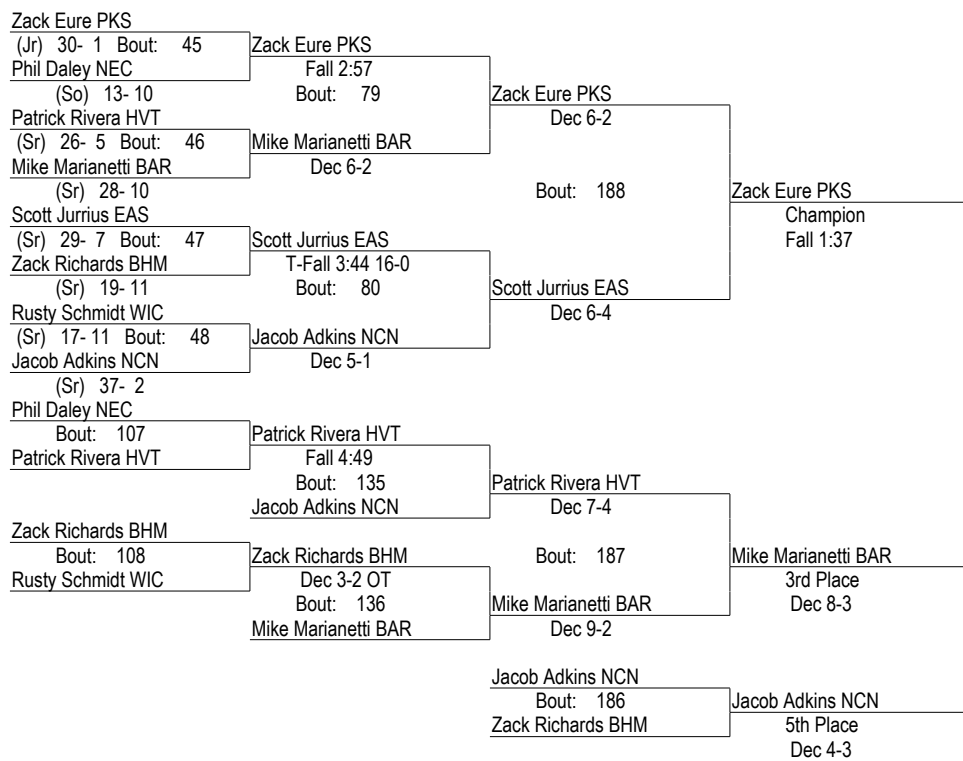 Zack Eure PKS
(Jr) 30- 1 Bout: 45 Zack Eure PKS
Phil Daley NEC Fall 2:57
(So) 13- 10 Bout: 79 Zack Eure PKS
Patrick Rivera HVT Dec 6-2
(Sr) 26- 5 Bout: 46 Mike Marianetti BAR
Mike Marianetti BAR Dec 6-2
(Sr) 28- 10 Bout: 188 Zack Eure PKS
Scott Jurrius EAS Champion
(Sr) 29- 7 Bout: 47 Scott Jurrius EAS Fall 1:37
Zack Richards BHM T-Fall 3:44 16-0
(Sr) 19- 11 Bout: 80 Scott Jurrius EAS
Rusty Schmidt WIC Dec 6-4
(Sr) 17- 11 Bout: 48 Jacob Adkins NCN
Jacob Adkins NCN Dec 5-1
(Sr) 37- 2
Phil Daley NEC
Bout: 107 Patrick Rivera HVT
Patrick Rivera HVT Fall 4:49
Bout: 135 Patrick Rivera HVT
Jacob Adkins NCN Dec 7-4
Zack Richards BHM
Bout: 108 Zack Richards BHM Bout: 187 Mike Marianetti BAR
Rusty Schmidt WIC Dec 3-2 OT 3rd Place
Bout: 136 Mike Marianetti BAR Dec 8-3
Mike Marianetti BAR Dec 9-2
Jacob Adkins NCN
Bout: 186 Jacob Adkins NCN
Zack Richards BHM 5th Place
Dec 4-3